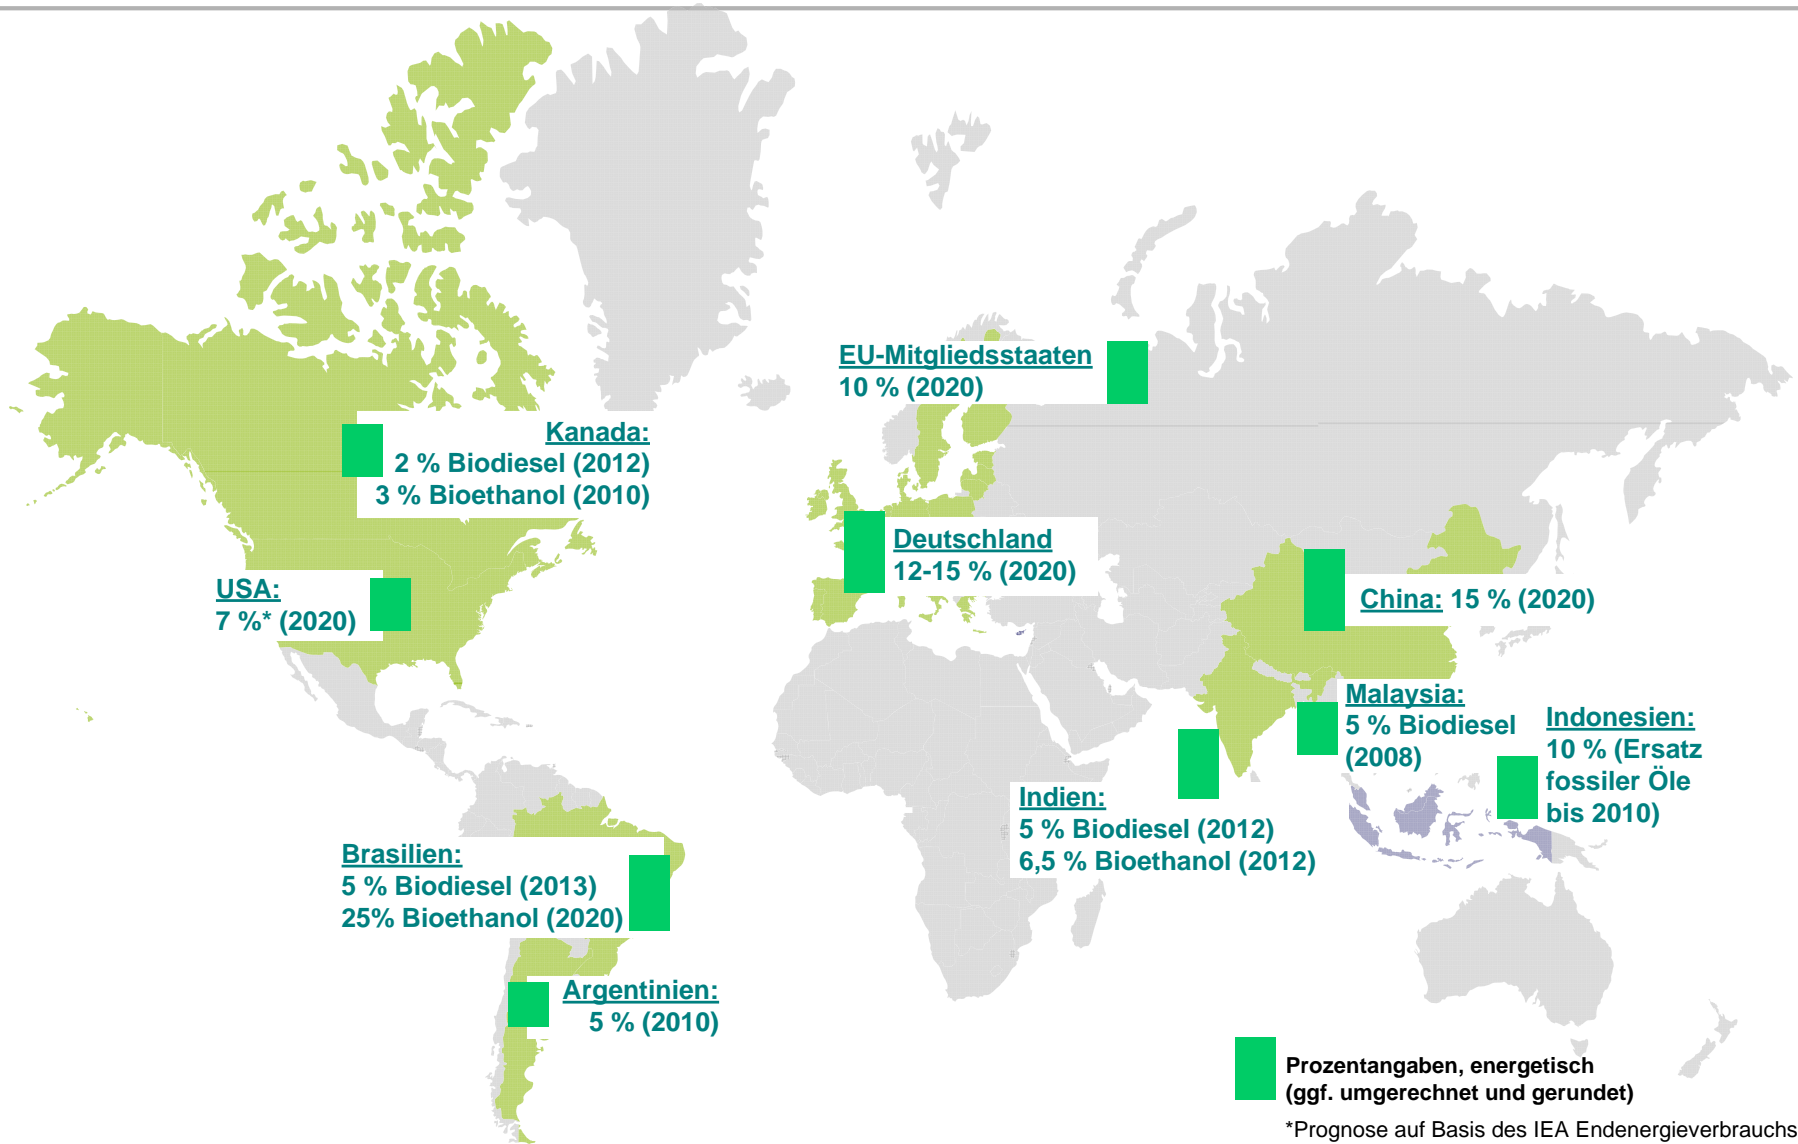 EU-Mitgliedsstaaten
10 % (2020)
Kanada:
2 % Biodiesel (2012)
3 % Bioethanol (2010)
Deutschland
12-15 % (2020)
USA:
7 %* (2020)
China: 15 % (2020)
Malaysia:
5 % Biodiesel
(2008)
Indonesien:
10 % (Ersatz
fossiler Öle
bis 2010)
Indien:
5 % Biodiesel (2012)
6,5 % Bioethanol (2012)
Brasilien:
5 % Biodiesel (2013)
25% Bioethanol (2020)
Argentinien:
5 % (2010)
Prozentangaben, energetisch
(ggf. umgerechnet und gerundet)
*Prognose auf Basis des IEA Endenergieverbrauchs